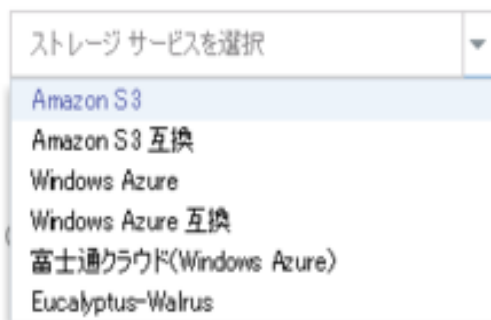 ストレージ サービスを選択
Amazon S3
Amazon S3 互換
Windows Azure
Windows Azure 互換
富士通クラウド(Windows Azure)
Eucalyptus-Walrus